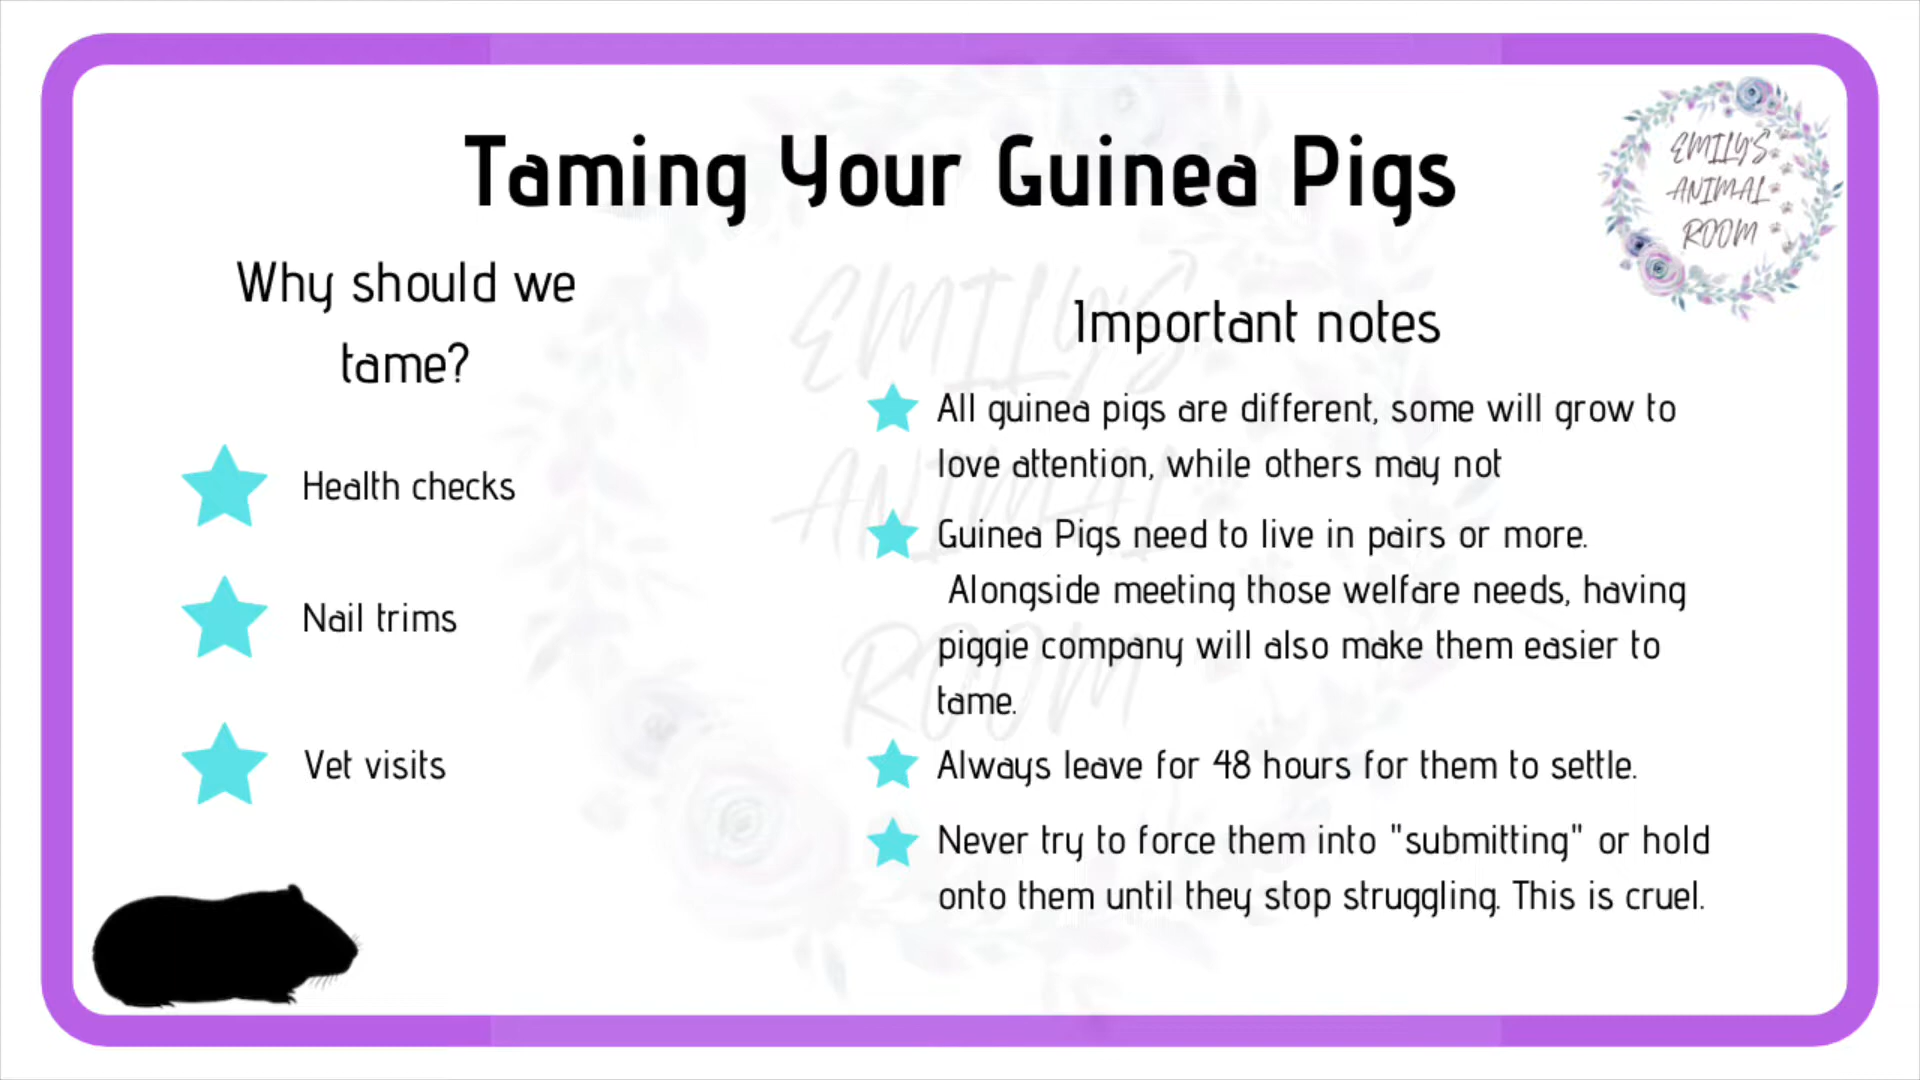 Taming Your Guinea Pigs
EMILY'S
ANIMAL
ROOM
Why should we
tame?
Health checks
Nail trims
Vet visits
Important notes
All guinea pigs are different, some will grow to
love attention, while others may not
Guinea Pigs need to live in pairs or more.
Alongside meeting those welfare needs, having
piggie company will also make them easier to
tame.
Always leave for 48 hours for them to settle.
Never try to force them into "submitting" or hold
onto them until they stop struggling. This is cruel.
EMILY'S
ANIMAL
ROOM